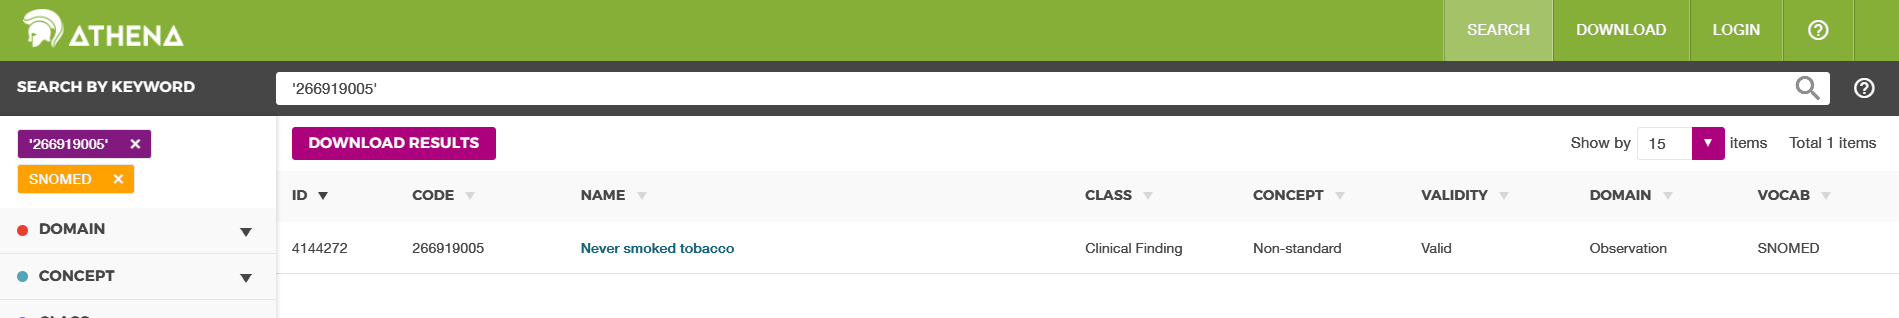 ATHENA
SEARCH
DOWNLOAD
LOGIN
?
SEARCH BY KEYWORD
'266919005'
?
'266919005' ×
SNOMED ×
DOWNLOAD RESULTS
Show by 15 items Total 1 items
ID CODE NAME CLASS CONCEPT VALIDITY DOMAIN VOCAB
4144272 266919005 Never smoked tobacco Clinical Finding Non-standard Valid Observation SNOMED
DOMAIN
CONCEPT